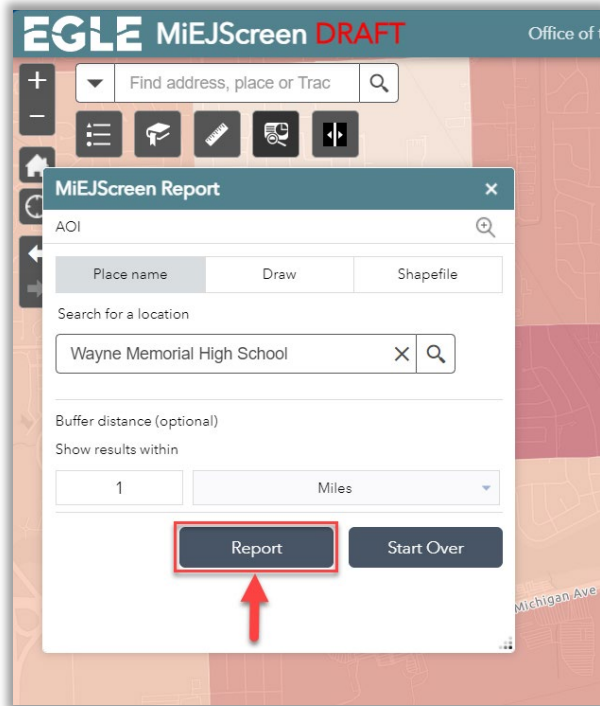 EGLE MiEJScreen DRAFT
Office of t
Find address, place or Trac
MiEJScreen Report
AOI
Place name Draw Shapefile
Search for a location
Wayne Memorial High School
Buffer distance (optional)
Show results within
1 Miles
Report Start Over
Michigan Ave